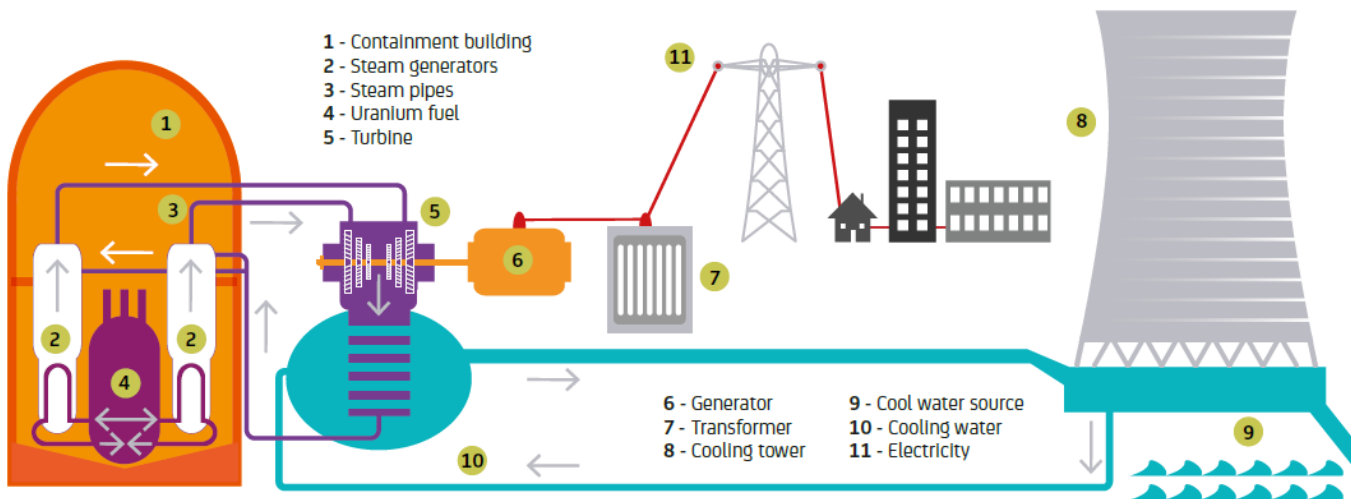 1 - Containment building
2 - Steam generators
3 - Steam pipes
4 - Uranium fuel
5 - Turbine
11
8
1
3
5
6
7
2
2
4
6 - Generator
7 - Transformer
8 - Cooling tower
9 - Cool water source
10 - Cooling water
11 - Electricity
9
10